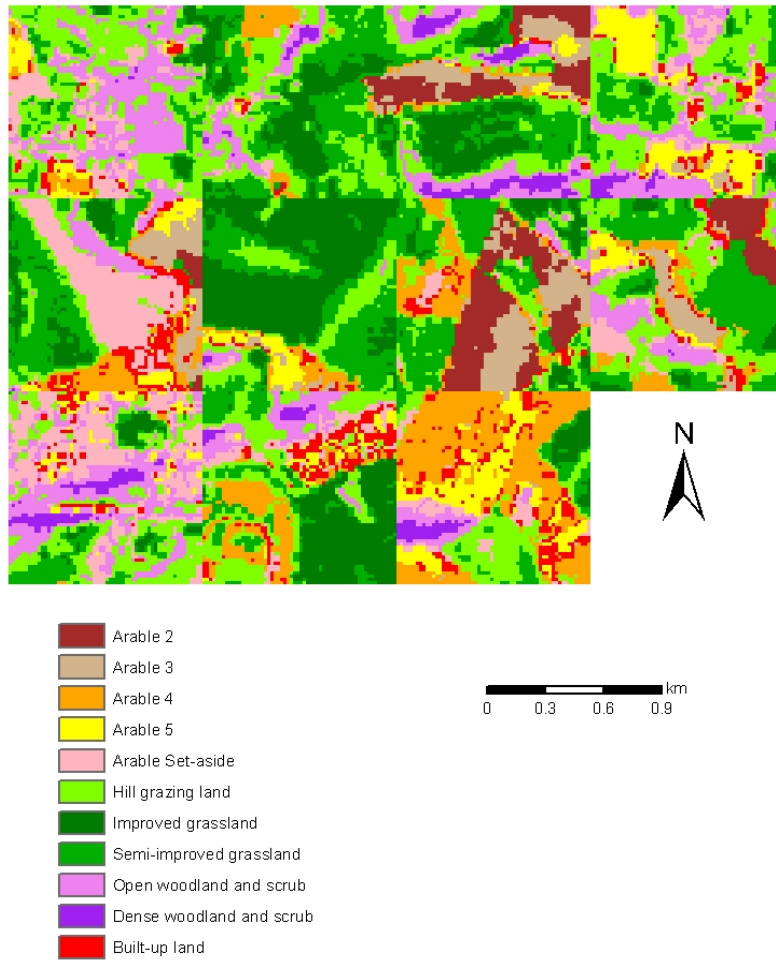 N
Arable 2
Arable 3
Arable 4
Arable 5
Arable Set-aside
Hill grazing land
Improved grassland
Semi-improved grassland
Open woodland and scrub
Dense woodland and scrub
Built-up land
km
0 0.3 0.6 0.9